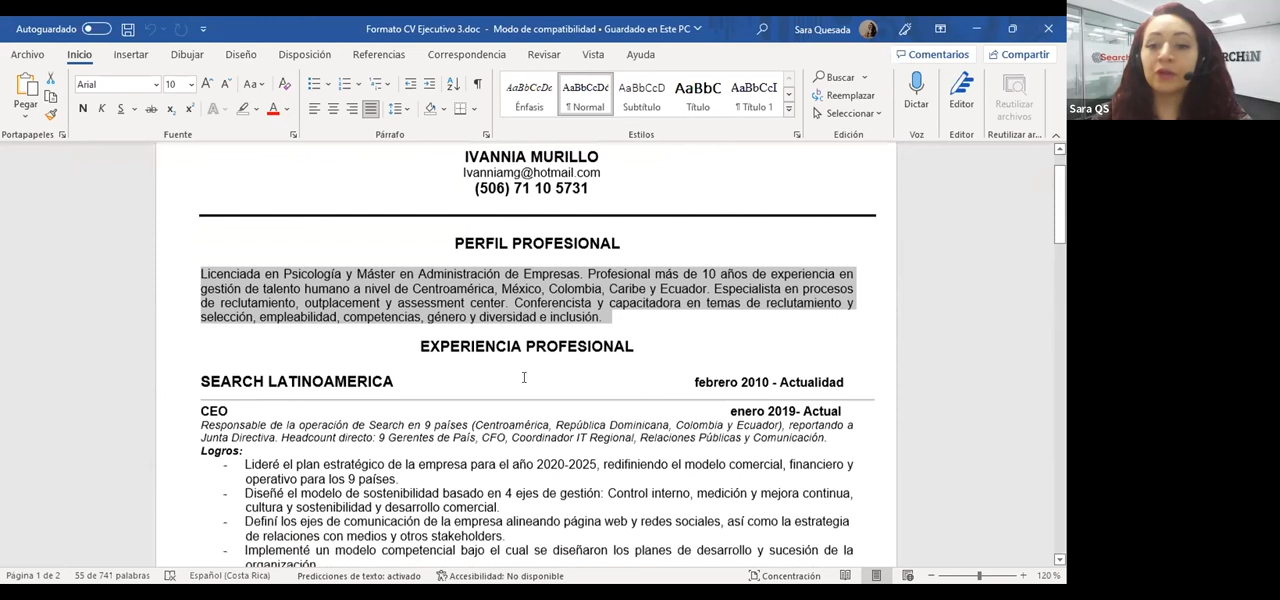 Autoguardado
Formato CV Ejecutivo 3.doc - Modo de compatibilidad • Guardado en Este PC
Sara Quesada
Archivo Inicio Insertar Dibujar Diseño Disposición Referencias Correspondencia Revisar Vista Ayuda
Comentarios Compartir
Pegar
Arial 10
Aa
N K S ab x₂ x² A A
AaBbCcDc AaBbCcDc AaBbCcD AaBbC AaBbCcI
Énfasis ¶ Normal Subtítulo Título ¶ Título 1
Buscar
Reemplazar
Seleccionar
Dictar
Editor
Reutilizar
archivos
Portapapeles Fuente Párrafo Estilos Edición Voz Editor Reutilizar ar...
Search
RCHiN
Sara QS
IVANNIA MURILLO
Ivanniamg@hotmail.com
(506) 71 10 5731
PERFIL PROFESIONAL
Licenciada en Psicología y Máster en Administración de Empresas. Profesional más de 10 años de experiencia en
gestión de talento humano a nivel de Centroamérica, México, Colombia, Caribe y Ecuador. Especialista en procesos
de reclutamiento, outplacement y assessment center. Conferencista y capacitadora en temas de reclutamiento y
selección, empleabilidad, competencias, género y diversidad e inclusión.
EXPERIENCIA PROFESIONAL
SEARCH LATINOAMERICA febrero 2010 - Actualidad
CEO enero 2019- Actual
Responsable de la operación de Search en 9 países (Centroamérica, República Dominicana, Colombia y Ecuador), reportando a
Junta Directiva. Headcount directo: 9 Gerentes de País, CFO, Coordinador IT Regional, Relaciones Públicas y Comunicación.
Logros:
- Lideré el plan estratégico de la empresa para el año 2020-2025, redifiniendo el modelo comercial, financiero y
operativo para los 9 países.
- Diseñé el modelo de sostenibilidad basado en 4 ejes de gestión: Control interno, medición y mejora continua,
cultura y sostenibilidad y desarrollo comercial.
- Definí los ejes de comunicación de la empresa alineando página web y redes sociales, así como la estrategia
de relaciones con medios y otros stakeholders.
- Implementé un modelo competencial bajo el cual se diseñaron los planes de desarrollo y sucesión de la
organización.
Página 1 de 2 55 de 741 palabras Español (Costa Rica) Predicciones de texto: activado Accesibilidad: No disponible Concentración 120 %